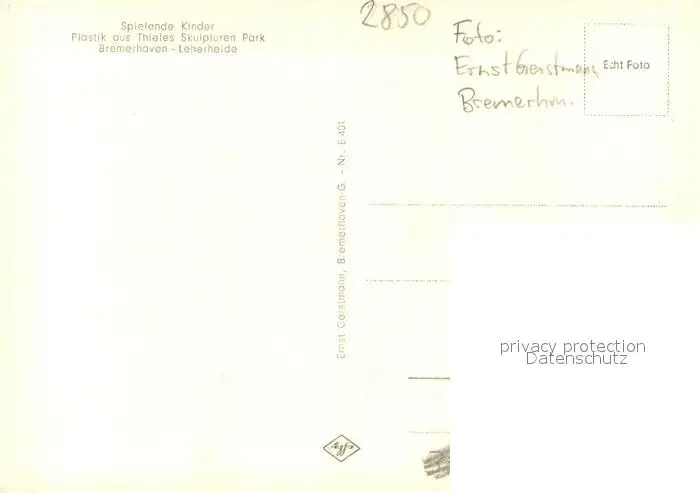 Spielende Kinder
Plastik aus Thieles Skulpturen Park
Bremerhaven - Leherheide
2850
Foto:
Ernst Gerstmann
Bremerhvn.
Echt Foto
Ernst Gerstmann, Bremerhaven-G. - Nr. E 401
privacy protection
Datenschutz
Agfa